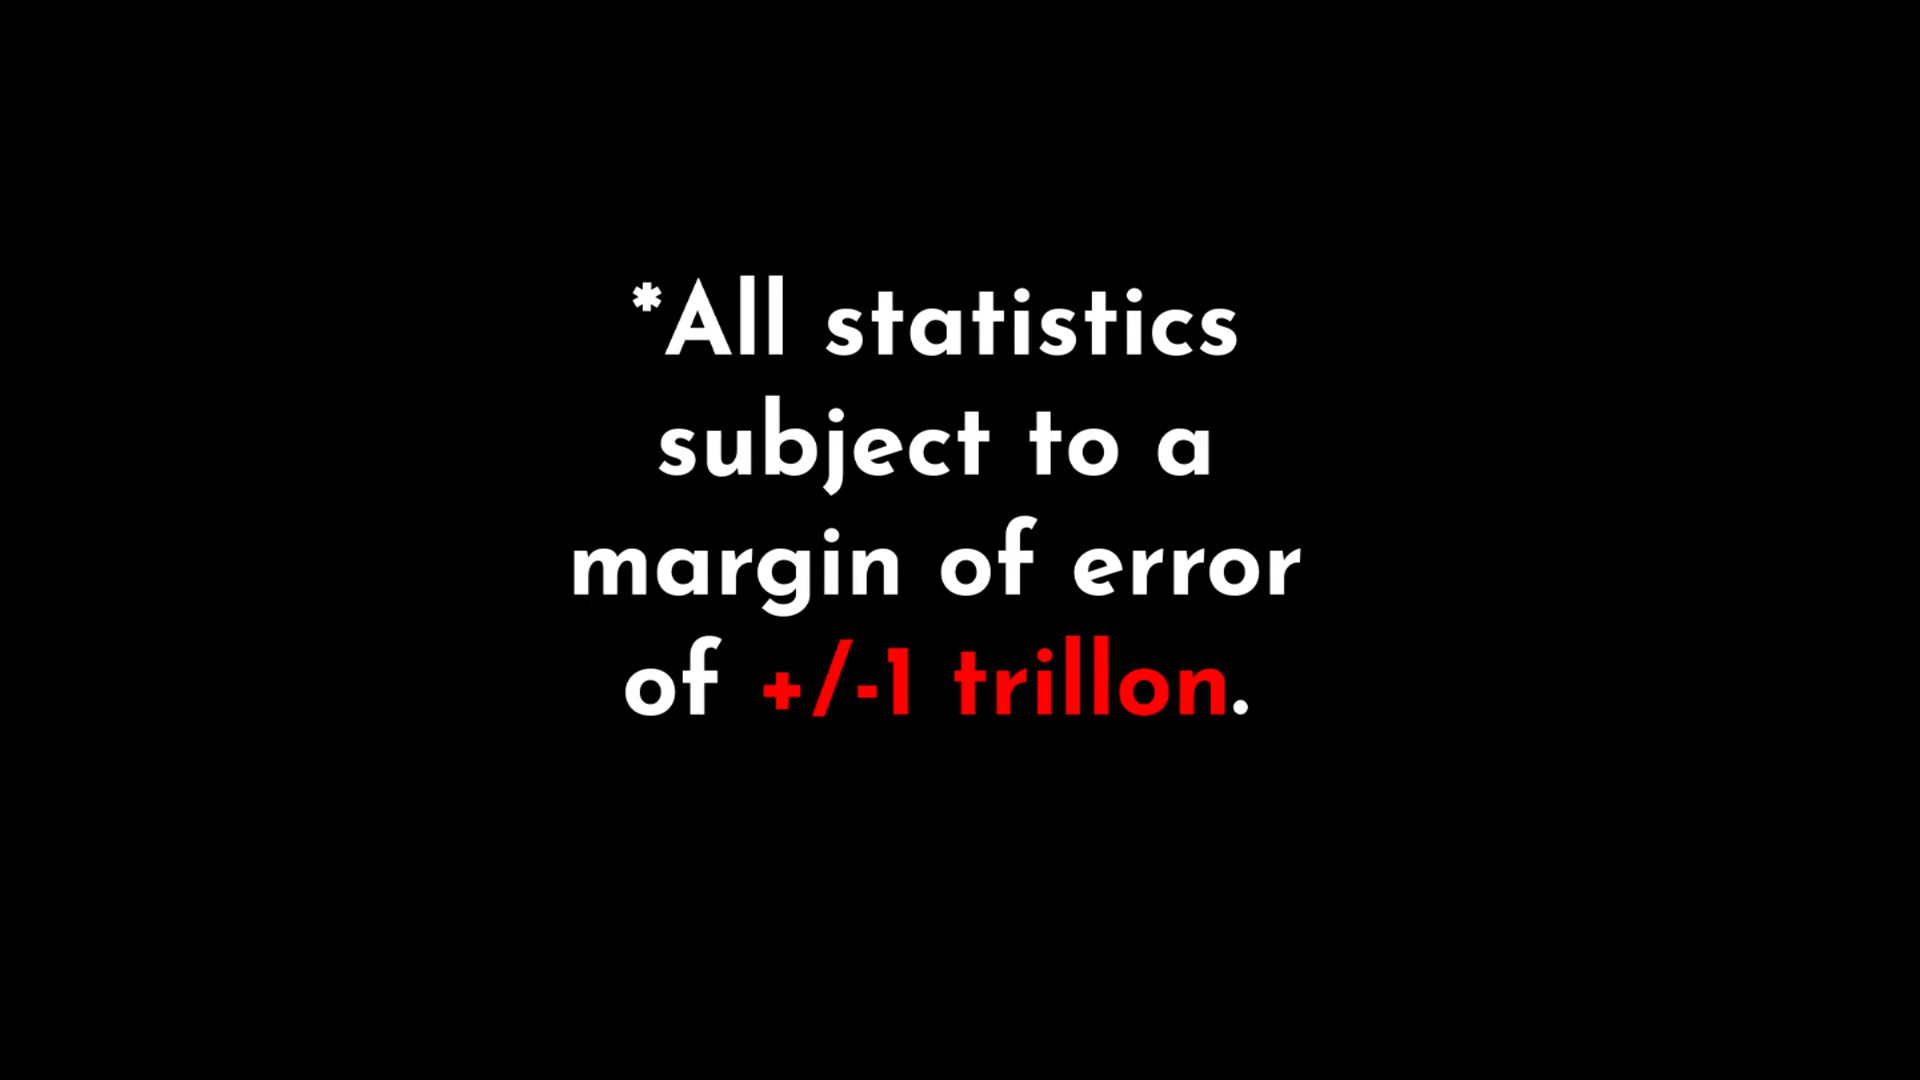 *All statistics
subject to a
margin of error
of +/-1 trillon.